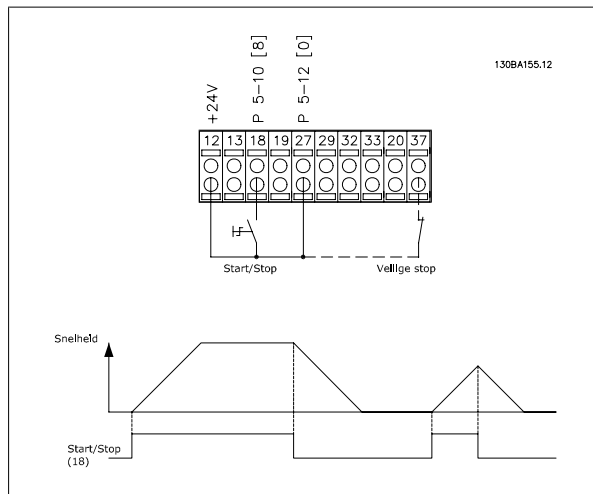 130BA155.12
+24V
P 5-10 [8]
P 5-12 [0]
12 13 18 19 27 29 32 33 20 37
Start/Stop
Veilige stop
Snelheid
Start/Stop
(18)